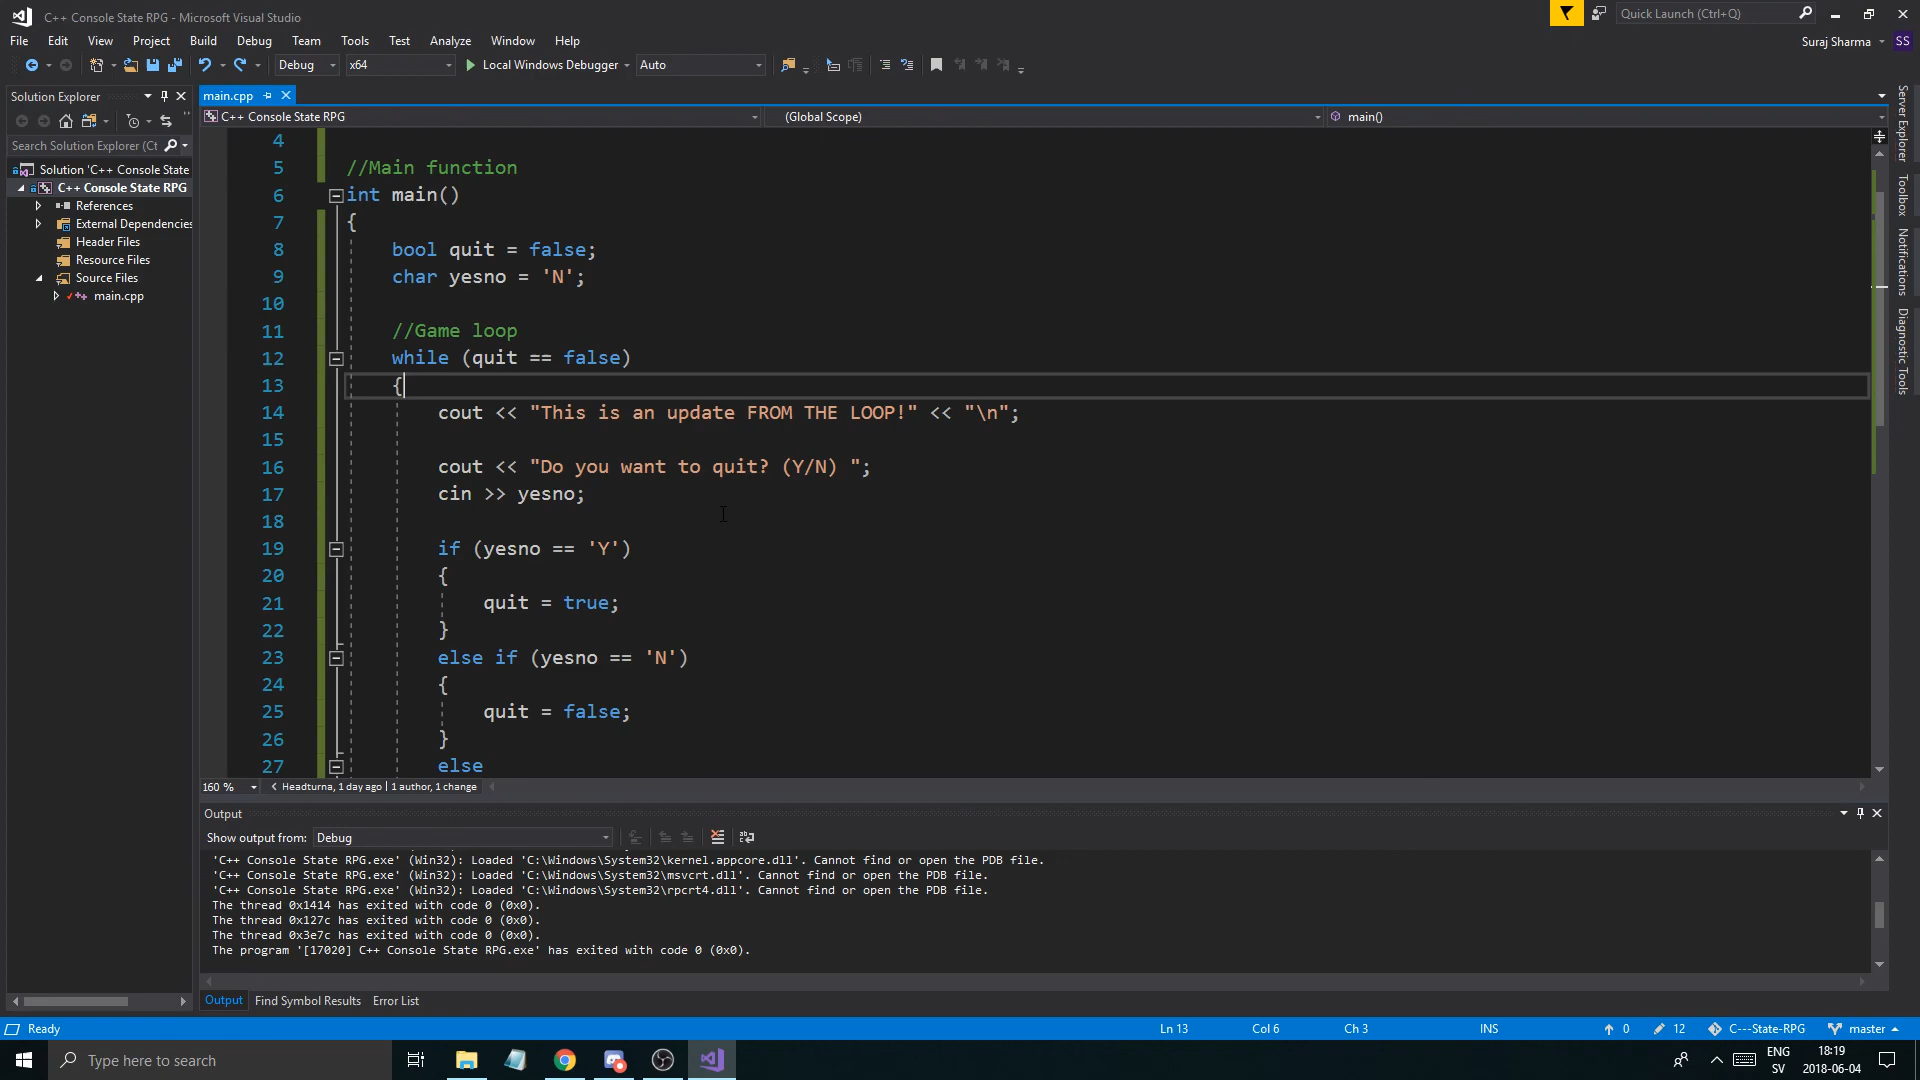 C++ Console State RPG - Microsoft Visual Studio
Quick Launch (Ctrl+Q)
File Edit View Project Build Debug Team Tools Test Analyze Window Help
Suraj Sharma SS
Debug x64 Local Windows Debugger Auto
Solution Explorer
main.cpp
C++ Console State RPG (Global Scope) main()
Search Solution Explorer (Ct
Solution 'C++ Console State
C++ Console State RPG
References
External Dependencies
Header Files
Resource Files
Source Files
main.cpp
4
5 //Main function
6 int main()
7 {
8 bool quit = false;
9 char yesno = 'N';
10
11 //Game loop
12 while (quit == false)
13 {
14 cout << "This is an update FROM THE LOOP!" << "\n";
15
16 cout << "Do you want to quit? (Y/N) ";
17 cin >> yesno;
18
19 if (yesno == 'Y')
20 {
21 quit = true;
22 }
23 else if (yesno == 'N')
24 {
25 quit = false;
26 }
27 else
Server Explorer
Toolbox
Notifications
Diagnostic Tools
160 % Headturna, 1 day ago | 1 author, 1 change
Output
Show output from: Debug
'C++ Console State RPG.exe' (Win32): Loaded 'C:\Windows\System32\kernel.appcore.dll'. Cannot find or open the PDB file.
'C++ Console State RPG.exe' (Win32): Loaded 'C:\Windows\System32\msvcrt.dll'. Cannot find or open the PDB file.
'C++ Console State RPG.exe' (Win32): Loaded 'C:\Windows\System32\rpcrt4.dll'. Cannot find or open the PDB file.
The thread 0x1414 has exited with code 0 (0x0).
The thread 0x127c has exited with code 0 (0x0).
The thread 0x3e7c has exited with code 0 (0x0).
The program '[17020] C++ Console State RPG.exe' has exited with code 0 (0x0).
Output Find Symbol Results Error List
Ready Ln 13 Col 6 Ch 3 INS 0 12 C---State-RPG master
Type here to search
ENG
SV
18:19
2018-06-04